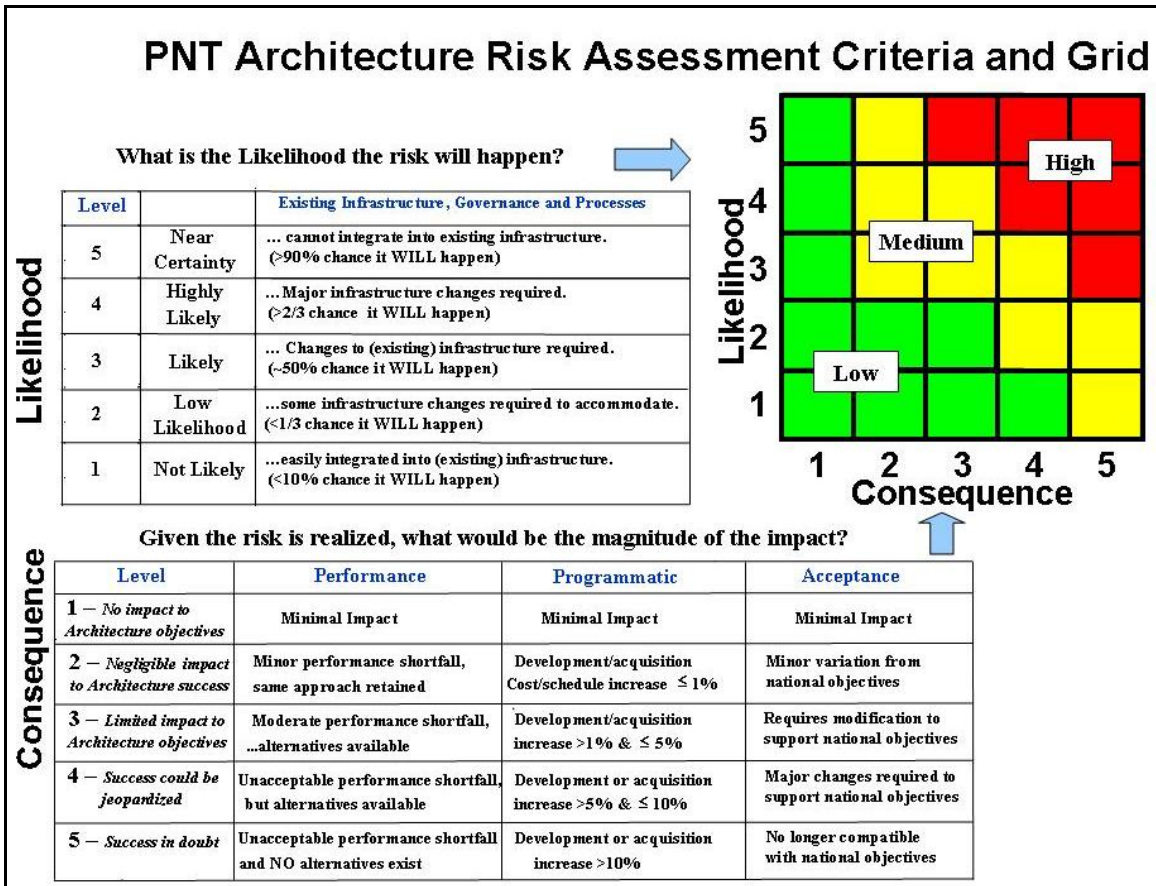 PNT Architecture Risk Assessment Criteria and Grid
What is the Likelihood the risk will happen?
Likelihood
Level
Existing Infrastructure, Governance and Processes
5
Near
Certainty
… cannot integrate into existing infrastructure.
(>90% chance it WILL happen)
4
Highly
Likely
…Major infrastructure changes required.
(>2/3 chance it WILL happen)
3
Likely
… Changes to (existing) infrastructure required.
(~50% chance it WILL happen)
2
Low
Likelihood
…some infrastructure changes required to accommodate.
(<1/3 chance it WILL happen)
1
Not Likely
…easily integrated into (existing) infrastructure.
(<10% chance it WILL happen)
Likelihood
5
4
3
2
1
High
Medium
Low
1 2 3 4 5
Consequence
Given the risk is realized, what would be the magnitude of the impact?
Consequence
Level
Performance
Programmatic
Acceptance
1 – No impact to
Architecture objectives
Minimal Impact
Minimal Impact
Minimal Impact
2 – Negligible impact
to Architecture success
Minor performance shortfall,
same approach retained
Development/acquisition
Cost/schedule increase ≤ 1%
Minor variation from
national objectives
3 – Limited impact to
Architecture objectives
Moderate performance shortfall,
...alternatives available
Development/acquisition
increase >1% & ≤ 5%
Requires modification to
support national objectives
4 – Success could be
jeopardized
Unacceptable performance shortfall,
but alternatives available
Development or acquisition
increase >5% & ≤ 10%
Major changes required to
support national objectives
5 – Success in doubt
Unacceptable performance shortfall
and NO alternatives exist
Development or acquisition
increase >10%
No longer compatible
with national objectives